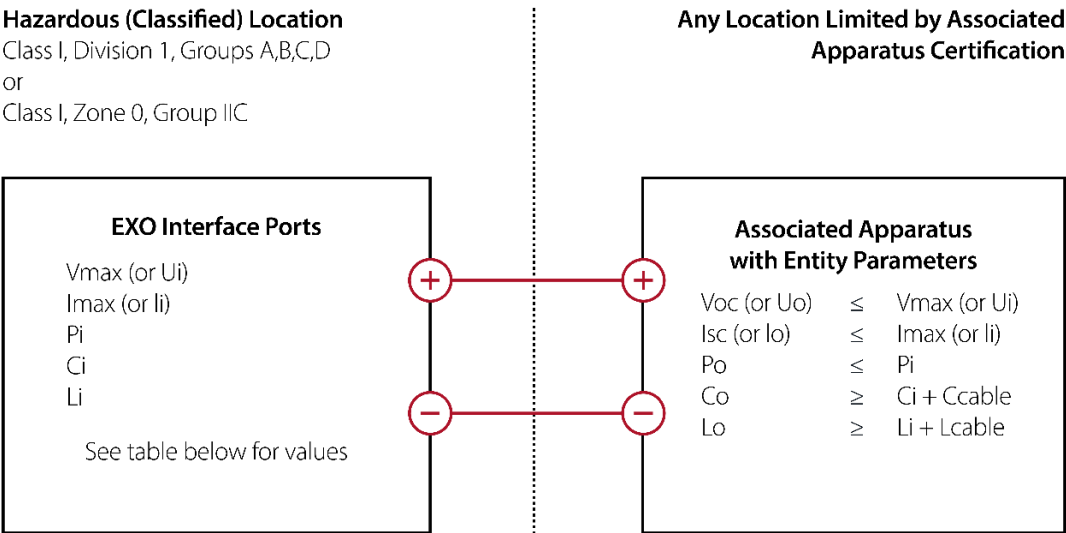 Hazardous (Classified) Location
Class I, Division 1, Groups A,B,C,D
or
Class I, Zone 0, Group IIC
Any Location Limited by Associated
Apparatus Certification
EXO Interface Ports
Vmax (or Ui)
Imax (or Ii)
Pi
Ci
Li
See table below for values
+
−
+
−
Associated Apparatus
with Entity Parameters
Voc (or Uo) ≤ Vmax (or Ui)
Isc (or Io) ≤ Imax (or Ii)
Po ≤ Pi
Co ≥ Ci + Ccable
Lo ≥ Li + Lcable